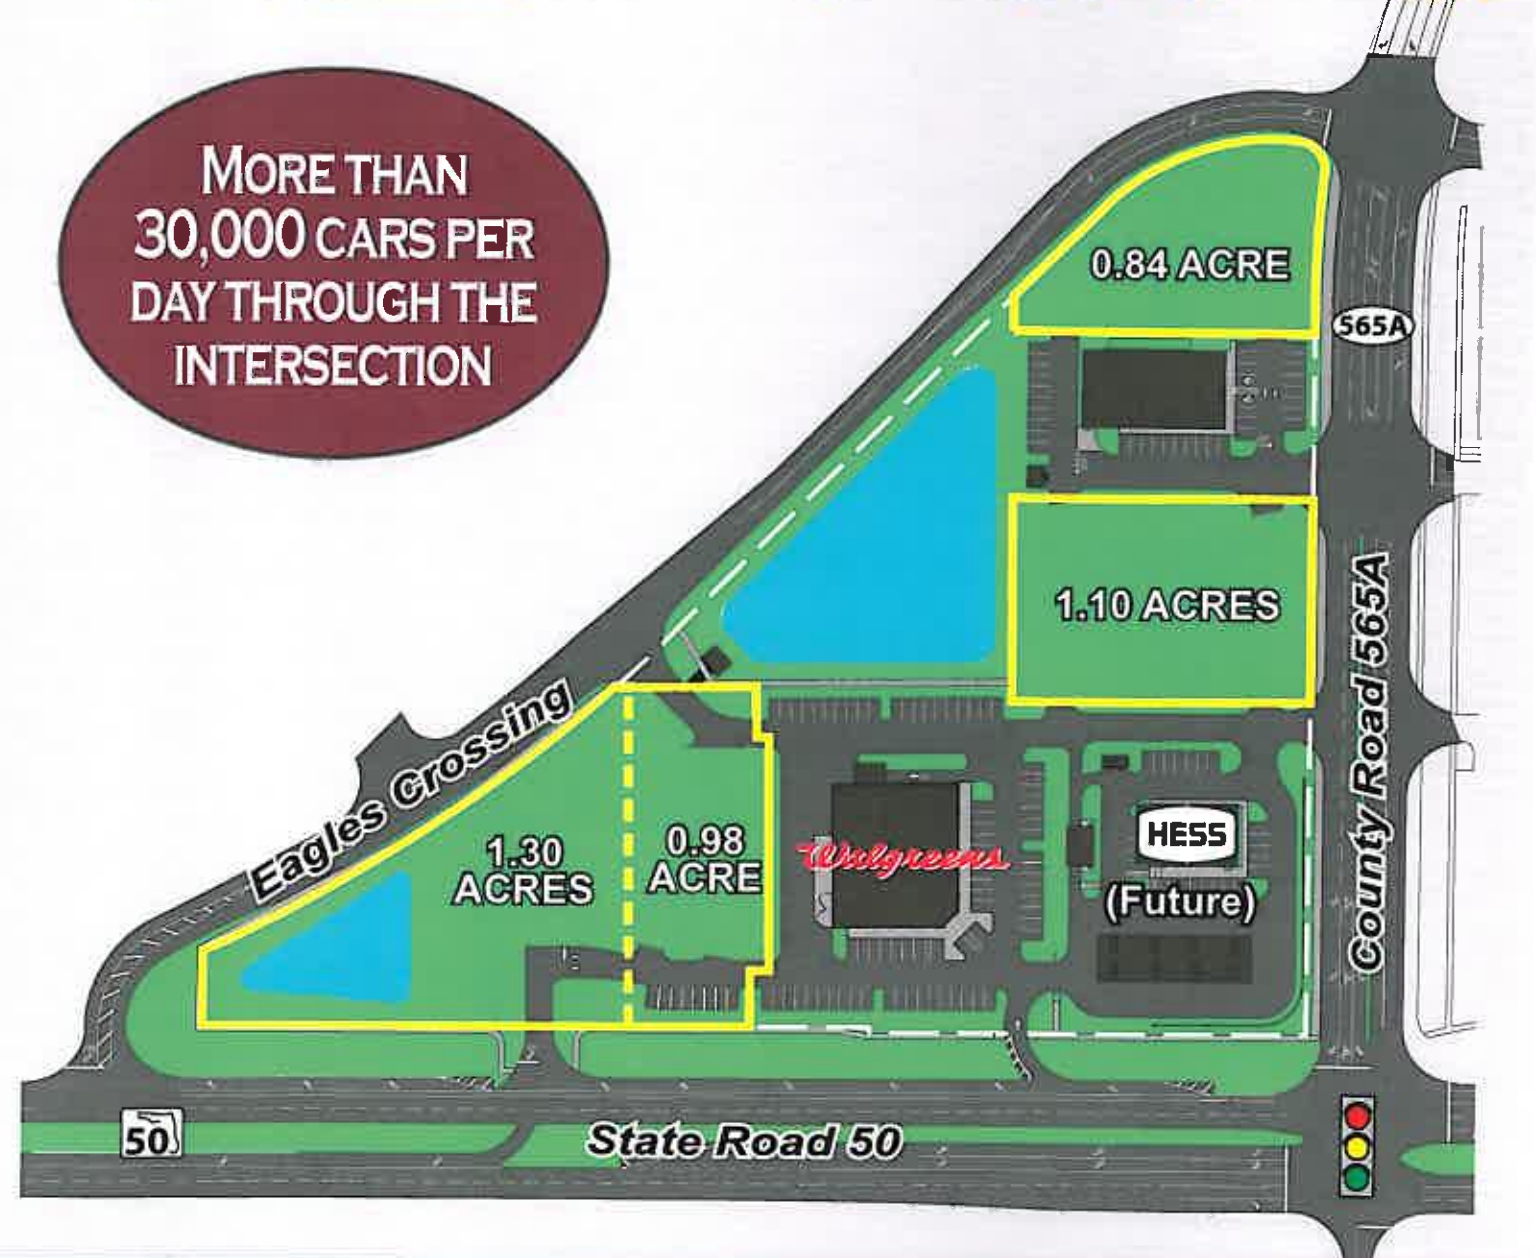 MORE THAN
30,000 CARS PER
DAY THROUGH THE
INTERSECTION
0.84 ACRE
565A
1.10 ACRES
County Road 565A
Eagles Crossing
1.30
ACRES
0.98
ACRE
Walgreens
HESS
(Future)
50
State Road 50